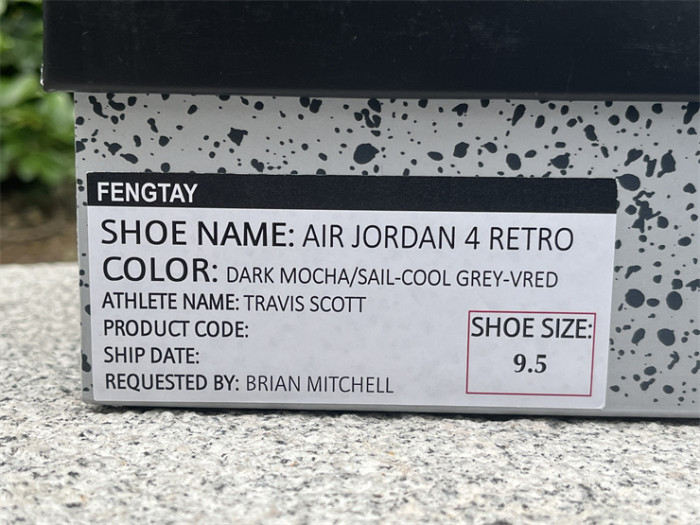 FENGTAY
SHOE NAME: AIR JORDAN 4 RETRO
COLOR: DARK MOCHA/SAIL-COOL GREY-VRED
ATHLETE NAME: TRAVIS SCOTT
PRODUCT CODE:
SHIP DATE:
REQUESTED BY: BRIAN MITCHELL
SHOE SIZE:
9.5